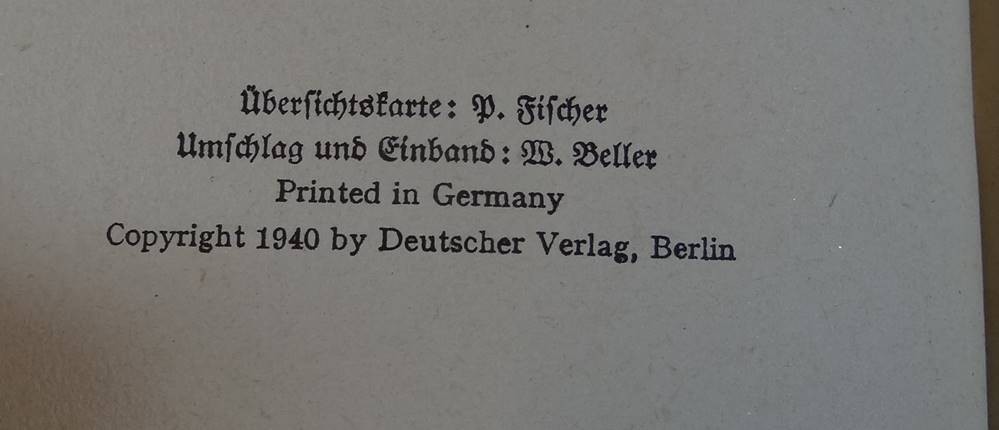 Überſichtskarte: P. Fiſcher
Umſchlag und Einband: W. Beller
Printed in Germany
Copyright 1940 by Deutscher Verlag, Berlin